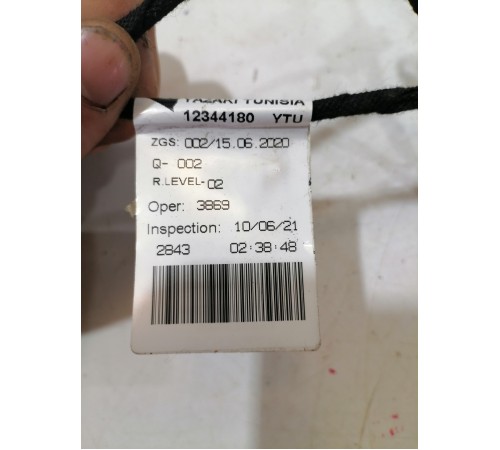 YAZAKI TUNISIA
12344180 YTU
ZGS: 002/15.06.2020
Q- 002
R.LEVEL-02
Oper: 3869
Inspection: 10/06/21
2843 02:38:48